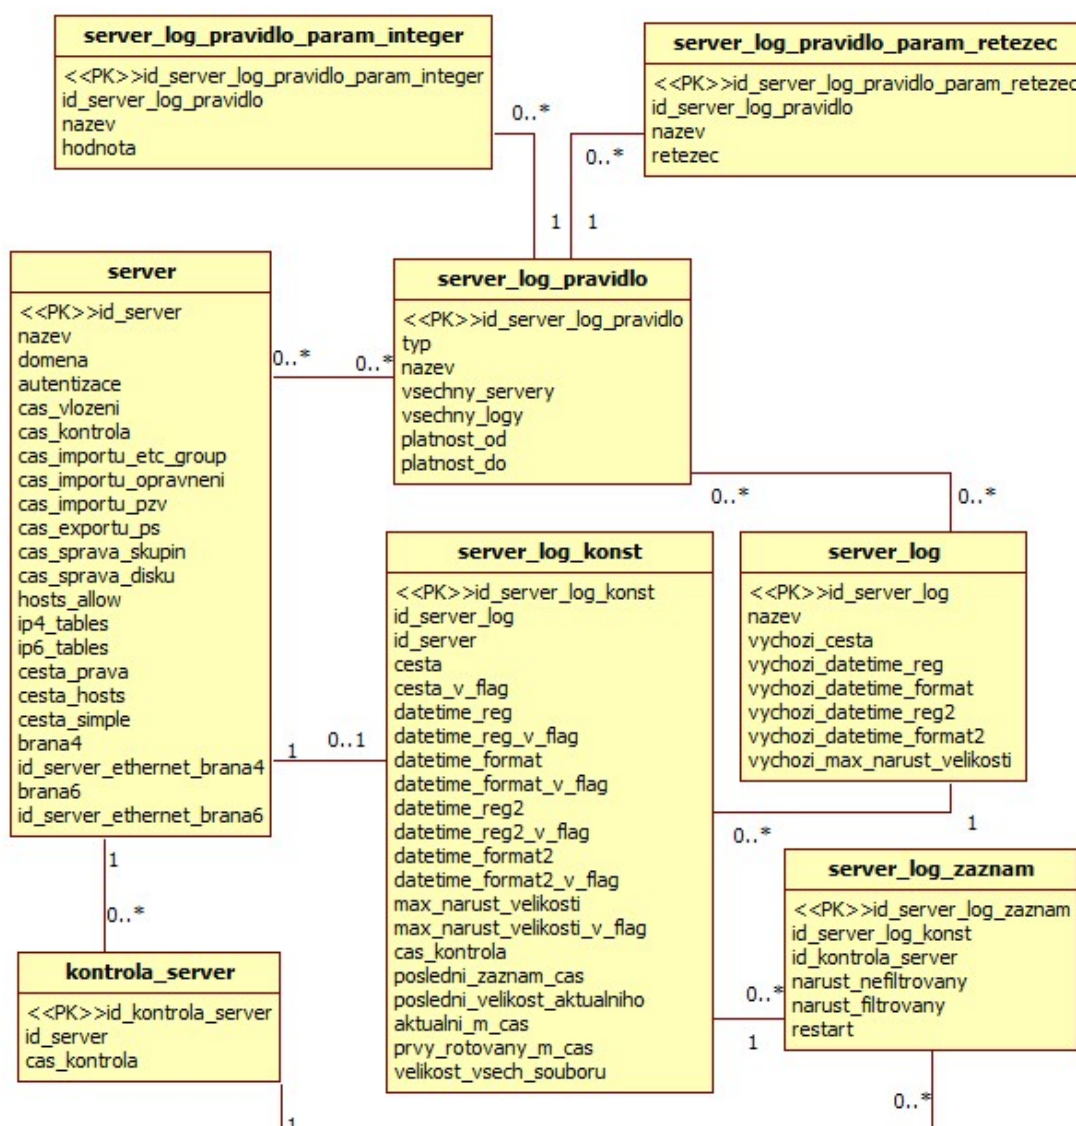 server_log_pravidlo_param_integer
<<PK>>id_server_log_pravidlo_param_integer
id_server_log_pravidlo
nazev
hodnota
server_log_pravidlo_param_retezec
<<PK>>id_server_log_pravidlo_param_retezec
id_server_log_pravidlo
nazev
retezec
0..*
0..*
1
1
server
<<PK>>id_server
nazev
domena
autentizace
cas_vlozeni
cas_kontrola
cas_importu_etc_group
cas_importu_opravneni
cas_importu_pzv
cas_exportu_ps
cas_sprava_skupin
cas_sprava_disku
hosts_allow
ip4_tables
ip6_tables
cesta_prava
cesta_hosts
cesta_simple
brana4
id_server_ethernet_brana4
brana6
id_server_ethernet_brana6
0..*
0..*
server_log_pravidlo
<<PK>>id_server_log_pravidlo
typ
nazev
vsechny_servery
vsechny_logy
platnost_od
platnost_do
0..*
0..*
server_log_konst
<<PK>>id_server_log_konst
id_server_log
id_server
cesta
cesta_v_flag
datetime_reg
datetime_reg_v_flag
datetime_format
datetime_format_v_flag
datetime_reg2
datetime_reg2_v_flag
datetime_format2
datetime_format2_v_flag
max_narust_velikosti
max_narust_velikosti_v_flag
cas_kontrola
posledni_zaznam_cas
posledni_velikost_aktualniho
aktualni_m_cas
prvy_rotovany_m_cas
velikost_vsech_souboru
server_log
<<PK>>id_server_log
nazev
vychozi_cesta
vychozi_datetime_reg
vychozi_datetime_format
vychozi_datetime_reg2
vychozi_datetime_format2
vychozi_max_narust_velikosti
1
0..1
0..*
1
server_log_zaznam
<<PK>>id_server_log_zaznam
id_server_log_konst
id_kontrola_server
narust_nefiltrovany
narust_filtrovany
restart
1
0..*
kontrola_server
<<PK>>id_kontrola_server
id_server
cas_kontrola
0..*
1
0..*
1